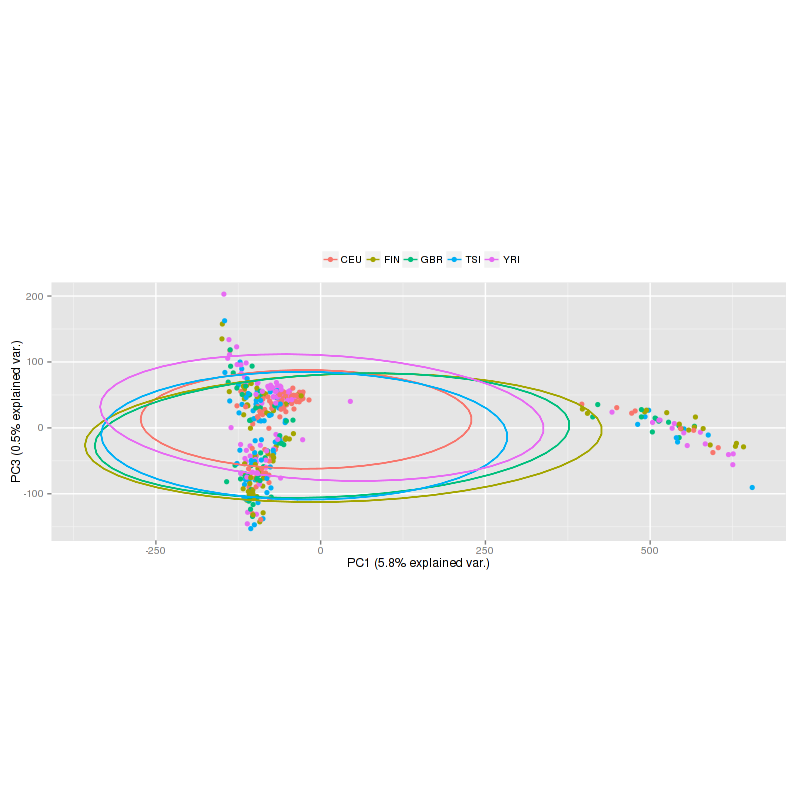 CEU FIN GBR TSI YRI
200
100
0
-100
PC3 (0.5% explained var.)
-250 0 250 500
PC1 (5.8% explained var.)